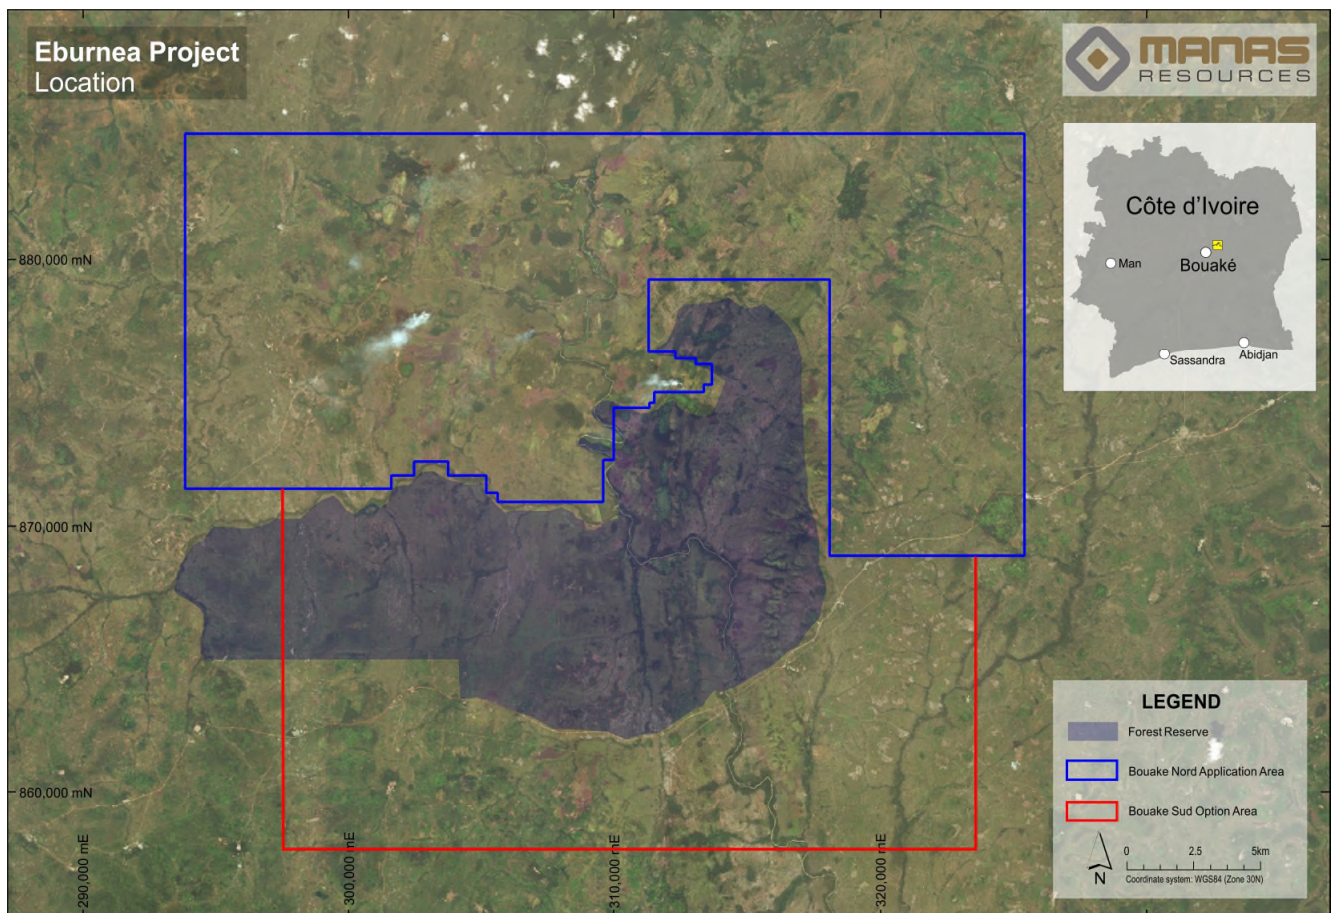 Eburnea Project
Location
MANAS
RESOURCES
Côte d'Ivoire
Man
Bouaké
Sassandra
Abidjan
880,000 mN
870,000 mN
860,000 mN
290,000 mE
300,000 mE
310,000 mE
320,000 mE
LEGEND
Forest Reserve
Bouake Nord Application Area
Bouake Sud Option Area
N
0 2.5 5km
Coordinate system: WGS84 (Zone 30N)